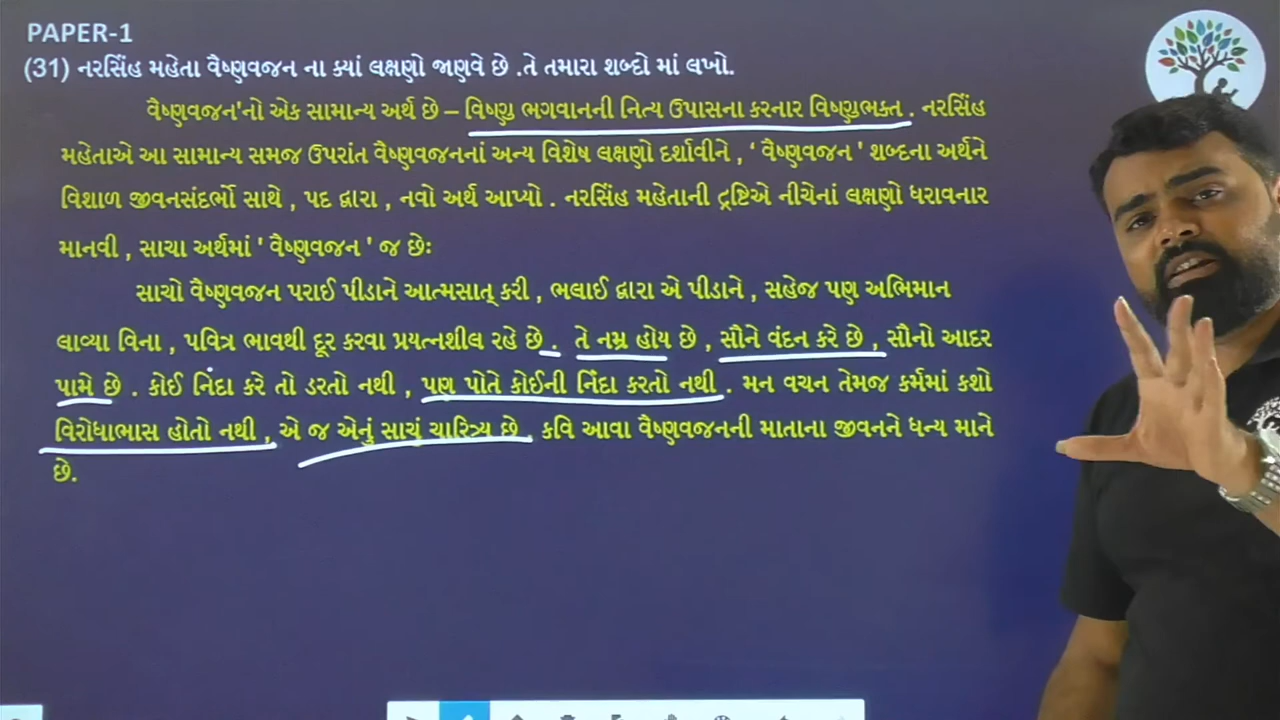 PAPER-1
(31) નરસિંહ મહેતા વૈષ્ણવજન ના ક્યાં લક્ષણો જાણવે છે .તે તમારા શબ્દો માં લખો.
વૈષ્ણવજન'નો એક સામાન્ય અર્થ છે – વિષ્ણુ ભગવાનની નિત્ય ઉપાસના કરનાર વિષ્ણુભક્ત . નરસિંહ
મહેતાએ આ સામાન્ય સમજ ઉપરાંત વૈષ્ણવજનનાં અન્ય વિશેષ લક્ષણો દર્શાવીને , ' વૈષ્ણવજન ' શબ્દના અર્થને
વિશાળ જીવનસંદર્ભો સાથે , પદ દ્વારા , નવો અર્થ આપ્યો . નરસિંહ મહેતાની દ્રષ્ટિએ નીચેનાં લક્ષણો ધરાવનાર
માનવી , સાચા અર્થમાં ' વૈષ્ણવજન ' જ છેઃ
સાચો વૈષ્ણવજન પરાઈ પીડાને આત્મસાત્ કરી , ભલાઈ દ્વારા એ પીડાને , સહેજ પણ અભિમાન
લાવ્યા વિના , પવિત્ર ભાવથી દૂર કરવા પ્રયત્નશીલ રહે છે . તે નમ્ર હોય છે , સૌને વંદન કરે છે , સૌનો આદર
પામે છે . કોઈ નિંદા કરે તો ડરતો નથી , પણ પોતે કોઈની નિંદા કરતો નથી . મન વચન તેમજ કર્મમાં કશો
વિરોધાભાસ હોતો નથી , એ જ એનું સાચું ચારિત્ર્ય છે . કવિ આવા વૈષ્ણવજનની માતાના જીવનને ધન્ય માને
છે.